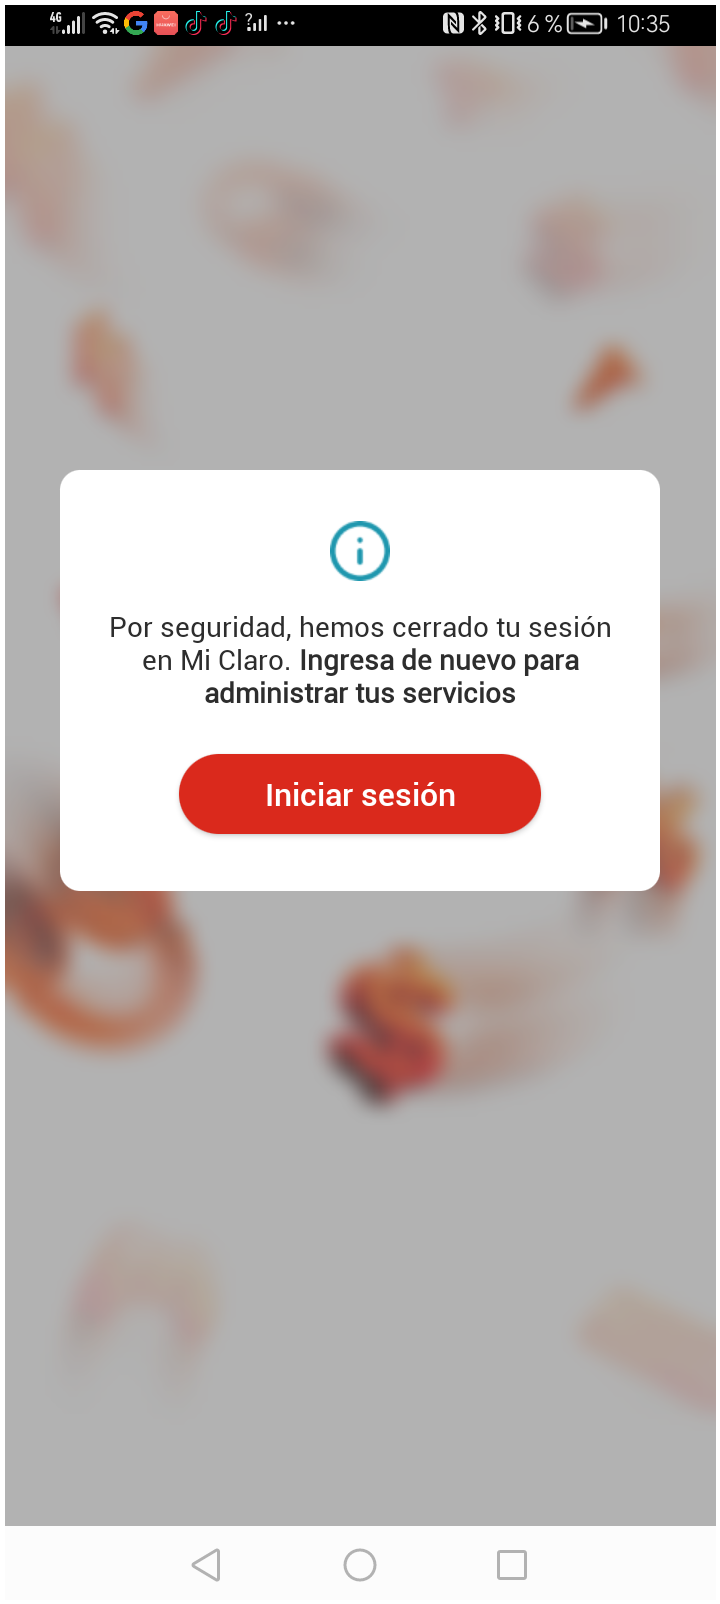 4G ? 6 % 10:35
Por seguridad, hemos cerrado tu sesión
en Mi Claro. Ingresa de nuevo para
administrar tus servicios
Iniciar sesión